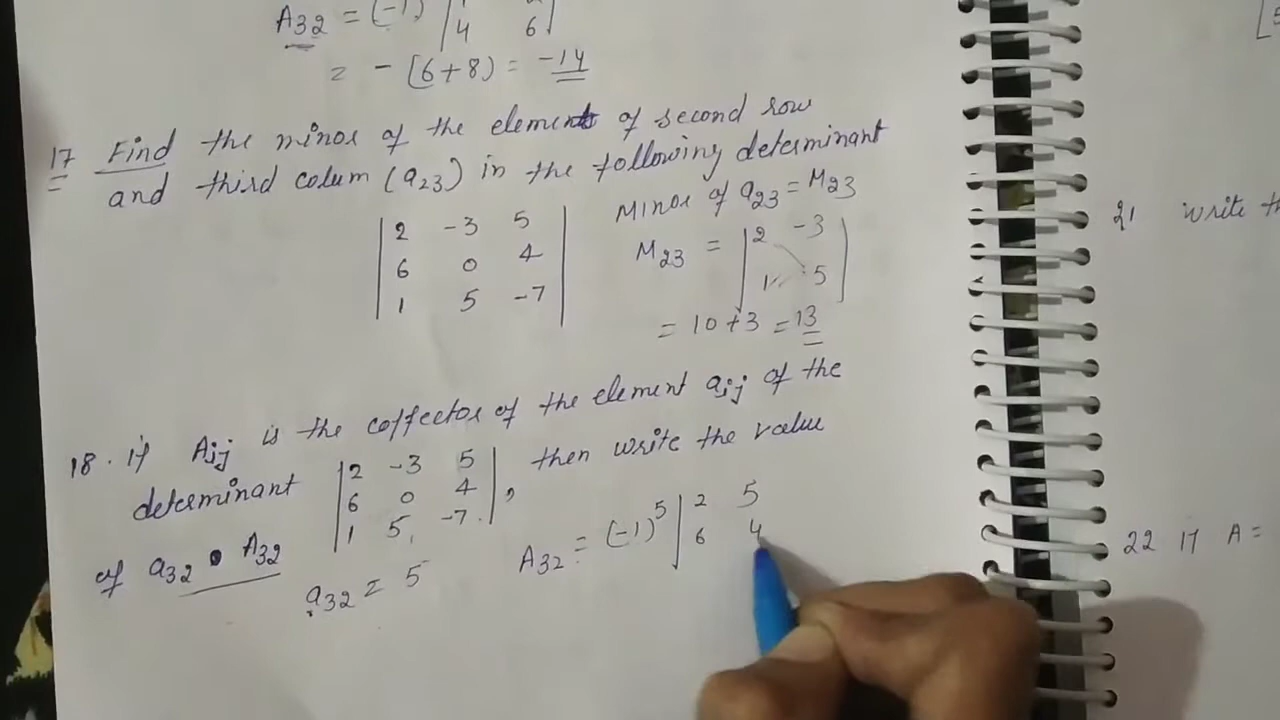 A32 = (-1)
4 6
= - (6+8) = -14
17 Find the minor of the element of second row
and third colum (a23) in the following determinant
2 -3 5
6 0 4
1 5 -7
Minor of a23 = M23
M23 = 2 -3
1 5
= 10+3 = 13
18. if Aij is the coffector of the element aij of the
determinant 2 -3 5
6 0 4
1 5, -7.
, then write the value
of a32 • A32
a32 = 5
A32 = (-1)^5 | 2 5
6 4
21 write th
22 If A =